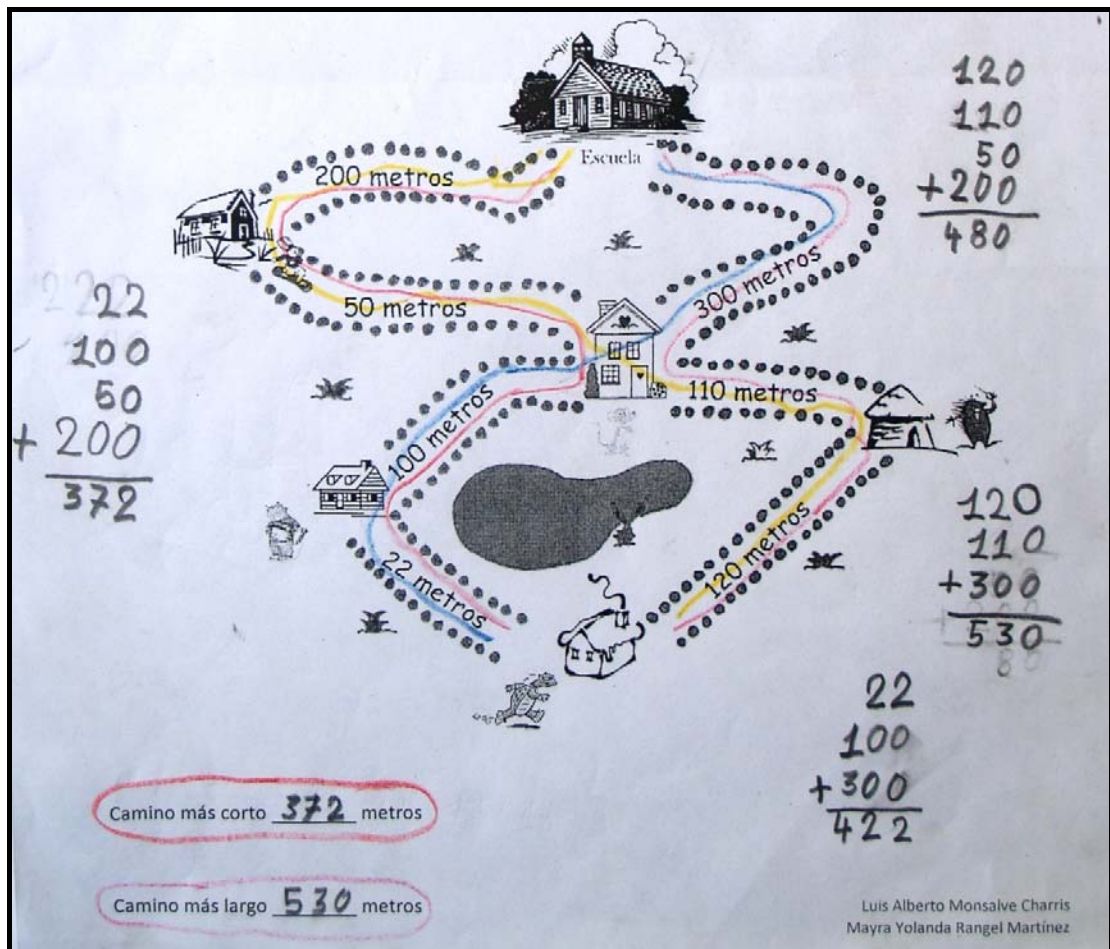 Escuela
200 metros
50 metros
300 metros
110 metros
100 metros
22 metros
120 metros
120
110
50
+200
480
22
100
50
+ 200
372
120
110
+300
530
22
100
+300
422
Camino más corto 372 metros
Camino más largo 530 metros
Luis Alberto Monsalve Charris
Mayra Yolanda Rangel Martínez